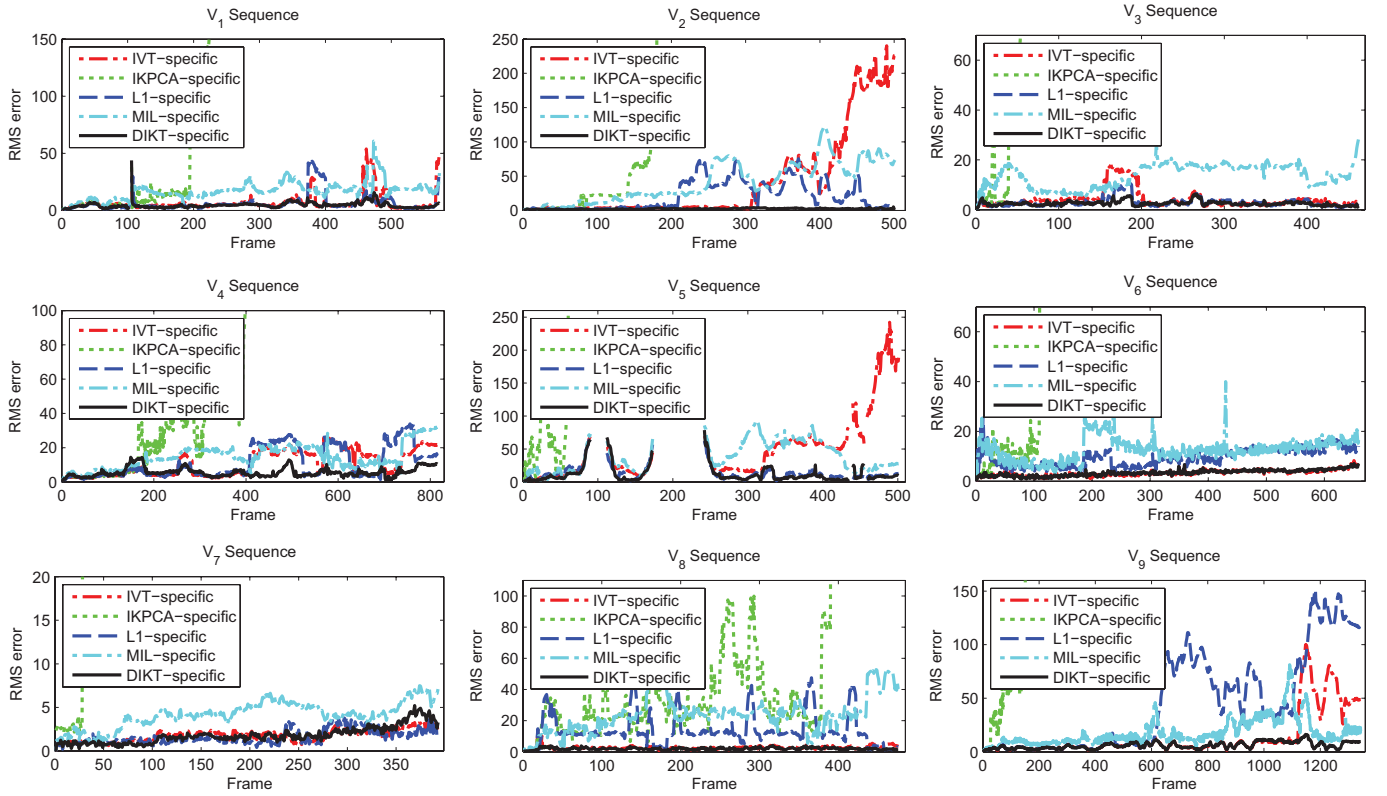 V₁ Sequence
150
100
50
0
RMS error
IVT−specific
IKPCA−specific
L1−specific
MIL−specific
DIKT−specific
0 100 200 300 400 500
Frame
V₂ Sequence
250
200
150
100
50
0
RMS error
IVT−specific
IKPCA−specific
L1−specific
MIL−specific
DIKT−specific
0 100 200 300 400 500
Frame
V₃ Sequence
60
40
20
0
RMS error
IVT−specific
IKPCA−specific
L1−specific
MIL−specific
DIKT−specific
0 100 200 300 400
Frame
V₄ Sequence
100
80
60
40
20
0
RMS error
IVT−specific
IKPCA−specific
L1−specific
MIL−specific
DIKT−specific
0 200 400 600 800
Frame
V₅ Sequence
250
200
150
100
50
0
RMS error
IVT−specific
IKPCA−specific
L1−specific
MIL−specific
DIKT−specific
0 100 200 300 400 500
Frame
V₆ Sequence
60
40
20
0
RMS error
IVT−specific
IKPCA−specific
L1−specific
MIL−specific
DIKT−specific
0 100 200 300 400 500 600
Frame
V₇ Sequence
20
15
10
5
0
RMS error
IVT−specific
IKPCA−specific
L1−specific
MIL−specific
DIKT−specific
0 50 100 150 200 250 300 350
Frame
V₈ Sequence
100
80
60
40
20
0
RMS error
IVT−specific
IKPCA−specific
L1−specific
MIL−specific
DIKT−specific
0 100 200 300 400
Frame
V₉ Sequence
150
100
50
0
RMS error
IVT−specific
IKPCA−specific
L1−specific
MIL−specific
DIKT−specific
0 200 400 600 800 1000 1200
Frame